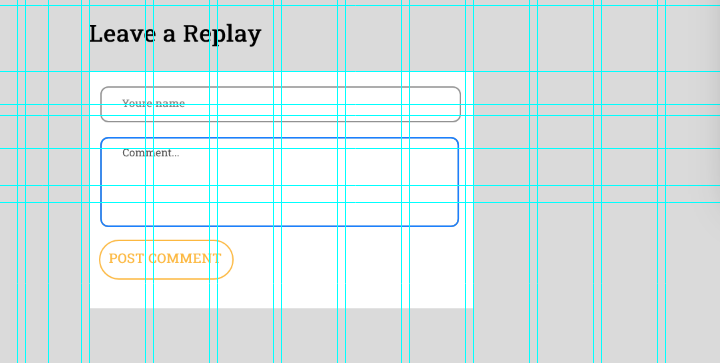 Leave a Replay
Youre name
Comment...
POST COMMENT